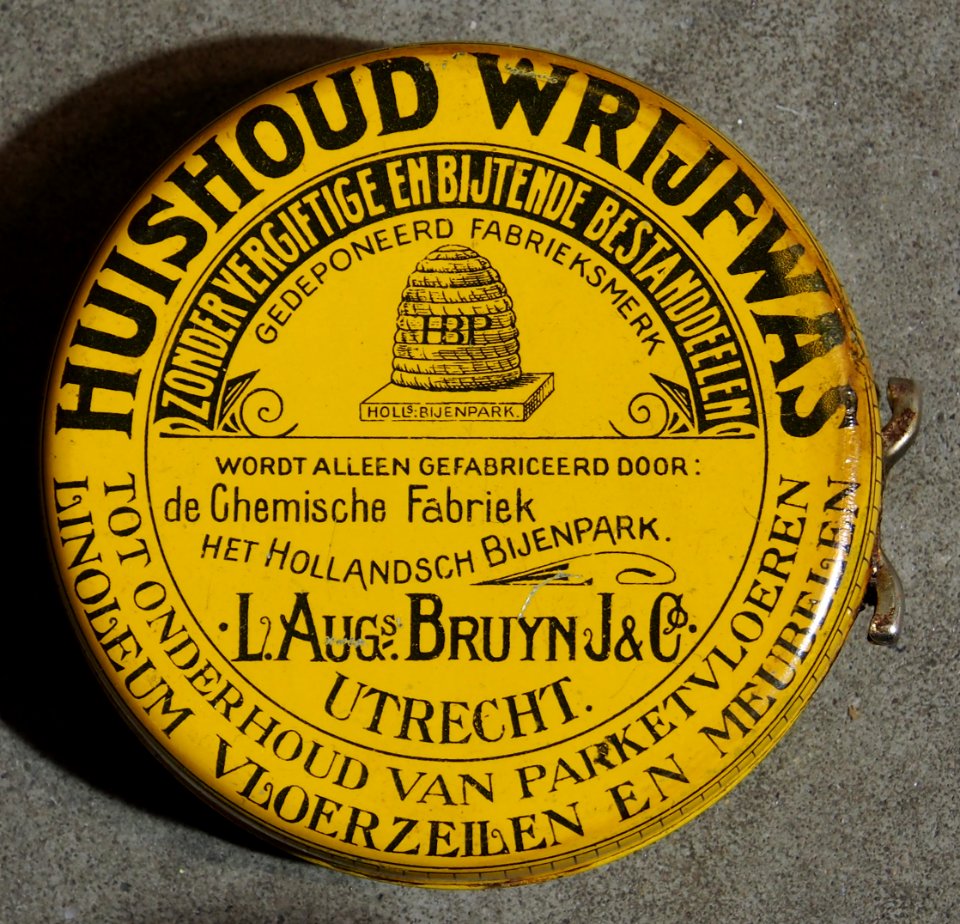 HUISHOUD WRIJFWAS
ZONDER VERGIFTIGE EN BIJTENDE BESTANDDEELEN
GEDEPONEERD FABRIEKSMERK
HBP
HOLLS. BIJENPARK.
WORDT ALLEEN GEFABRICEERD DOOR:
de Chemische Fabriek
HET HOLLANDSCH BIJENPARK.
L. AUGS. BRUYN J & Co.
UTRECHT.
TOT ONDERHOUD VAN PARKETVLOEREN
LINOLEUM VLOERZEILEN EN MEUBELEN